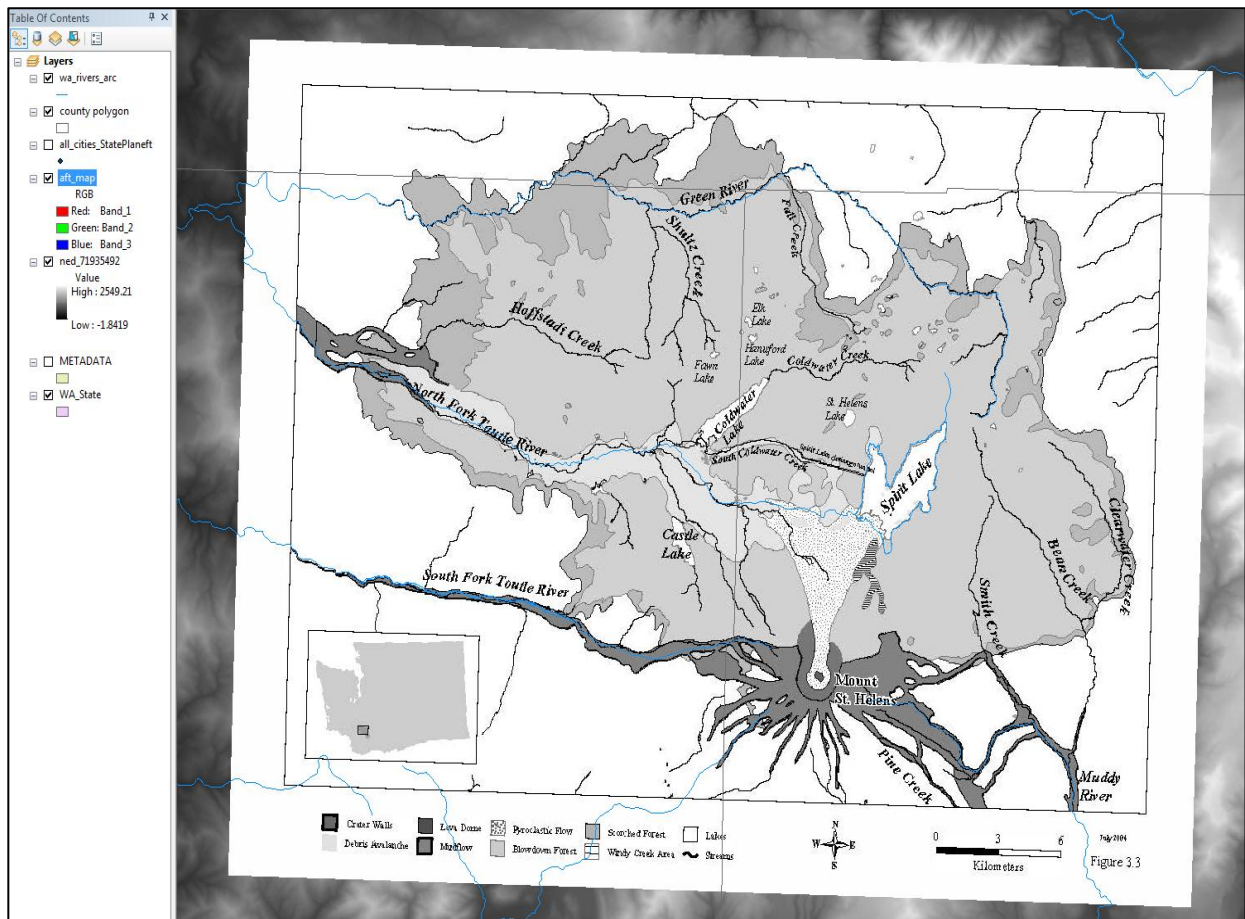 Table Of Contents
Layers
wa_rivers_arc
county polygon
all_cities_StatePlaneft
aft_map
RGB
Red: Band_1
Green: Band_2
Blue: Band_3
ned_71935492
Value
High : 2549.21
Low : -1.8419
METADATA
WA_State
Green River
Fall Creek
Shultz Creek
Hoffstadt Creek
Elk
Lake
Hanaford
Lake
Coldwater Creek
Fawn
Lake
North Fork Toutle River
Coldwater
Lake
St Helens
Lake
South Coldwater Creek
Spirit Lake
Castle
Lake
Clearwater Creek
Bean Creek
Smith Creek
South Fork Toutle River
Mount
St. Helens
Pine Creek
Muddy
River
Crater Walls
Lava Dome
Pyroclastic Flow
Scorched Forest
Lakes
Debris Avalanche
Mudflow
Blowdown Forest
Windy Creek Area
Streams
N
W
E
S
0 3 6
Kilometers
July 2004
Figure 3.3